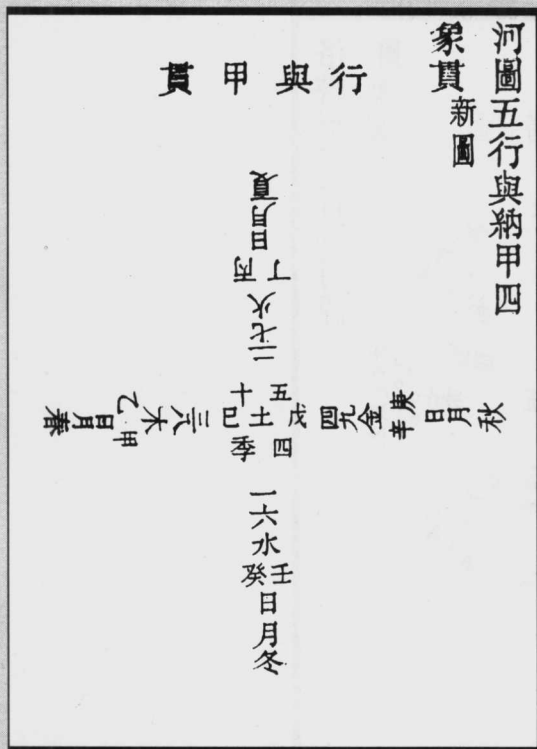 河圖五行與納甲四
象貫
新圖
行與甲貫
二七火
丙丁
日月夏
三八木
甲乙
日月春
五十
戊土己
四季
四九金
庚辛
日月秋
一六水
壬癸
日月冬